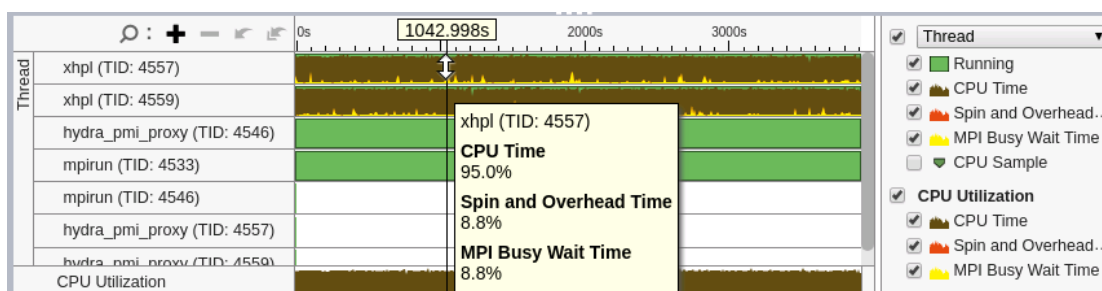 0s
1042.998s
2000s
3000s
Thread
xhpl (TID: 4557)
xhpl (TID: 4559)
hydra_pmi_proxy (TID: 4546)
mpirun (TID: 4533)
mpirun (TID: 4546)
hydra_pmi_proxy (TID: 4557)
hydra_pmi_proxy (TID: 4559)
CPU Utilization
xhpl (TID: 4557)
CPU Time
95.0%
Spin and Overhead Time
8.8%
MPI Busy Wait Time
8.8%
Thread
Running
CPU Time
Spin and Overhead..
MPI Busy Wait Time
CPU Sample
CPU Utilization
CPU Time
Spin and Overhead..
MPI Busy Wait Time